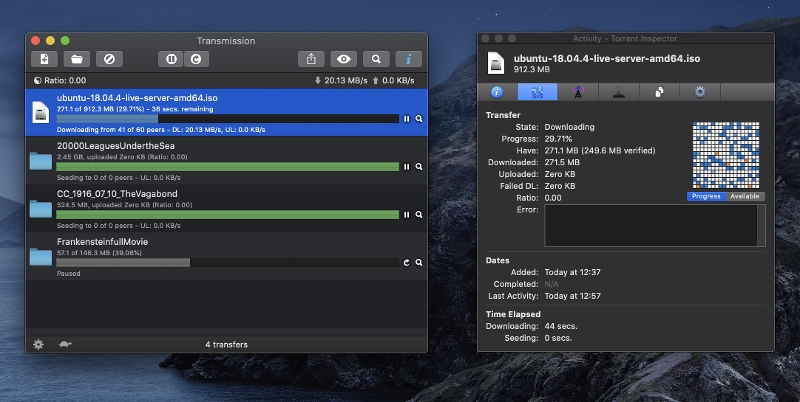 Transmission
Ratio: 0.00
20.13 MB/s 0.0 KB/s
ubuntu-18.04.4-live-server-amd64.iso
271.1 of 912.3 MB (29.71%) - 36 secs. remaining
Downloading from 41 of 60 peers - DL: 20.13 MB/s, UL: 0.0 KB/s
20000LeaguesUndertheSea
2.45 GB, uploaded Zero KB (Ratio: 0.00)
Seeding to 0 of 0 peers - UL: 0.0 KB/s
CC_1916_07_10_TheVagabond
524.5 MB, uploaded Zero KB (Ratio: 0.00)
Seeding to 0 of 0 peers - UL: 0.0 KB/s
FrankensteinfullMovie
57.1 of 146.3 MB (39.06%)
Paused
4 transfers
Activity - Torrent Inspector
ubuntu-18.04.4-live-server-amd64.iso
912.3 MB
Transfer
State: Downloading
Progress: 29.71%
Have: 271.1 MB (249.6 MB verified)
Downloaded: 271.5 MB
Uploaded: Zero KB
Failed DL: Zero KB
Ratio: 0.00
Progress Available
Error:
Dates
Added: Today at 12:37
Completed: N/A
Last Activity: Today at 12:57
Time Elapsed
Downloading: 44 secs.
Seeding: 0 secs.